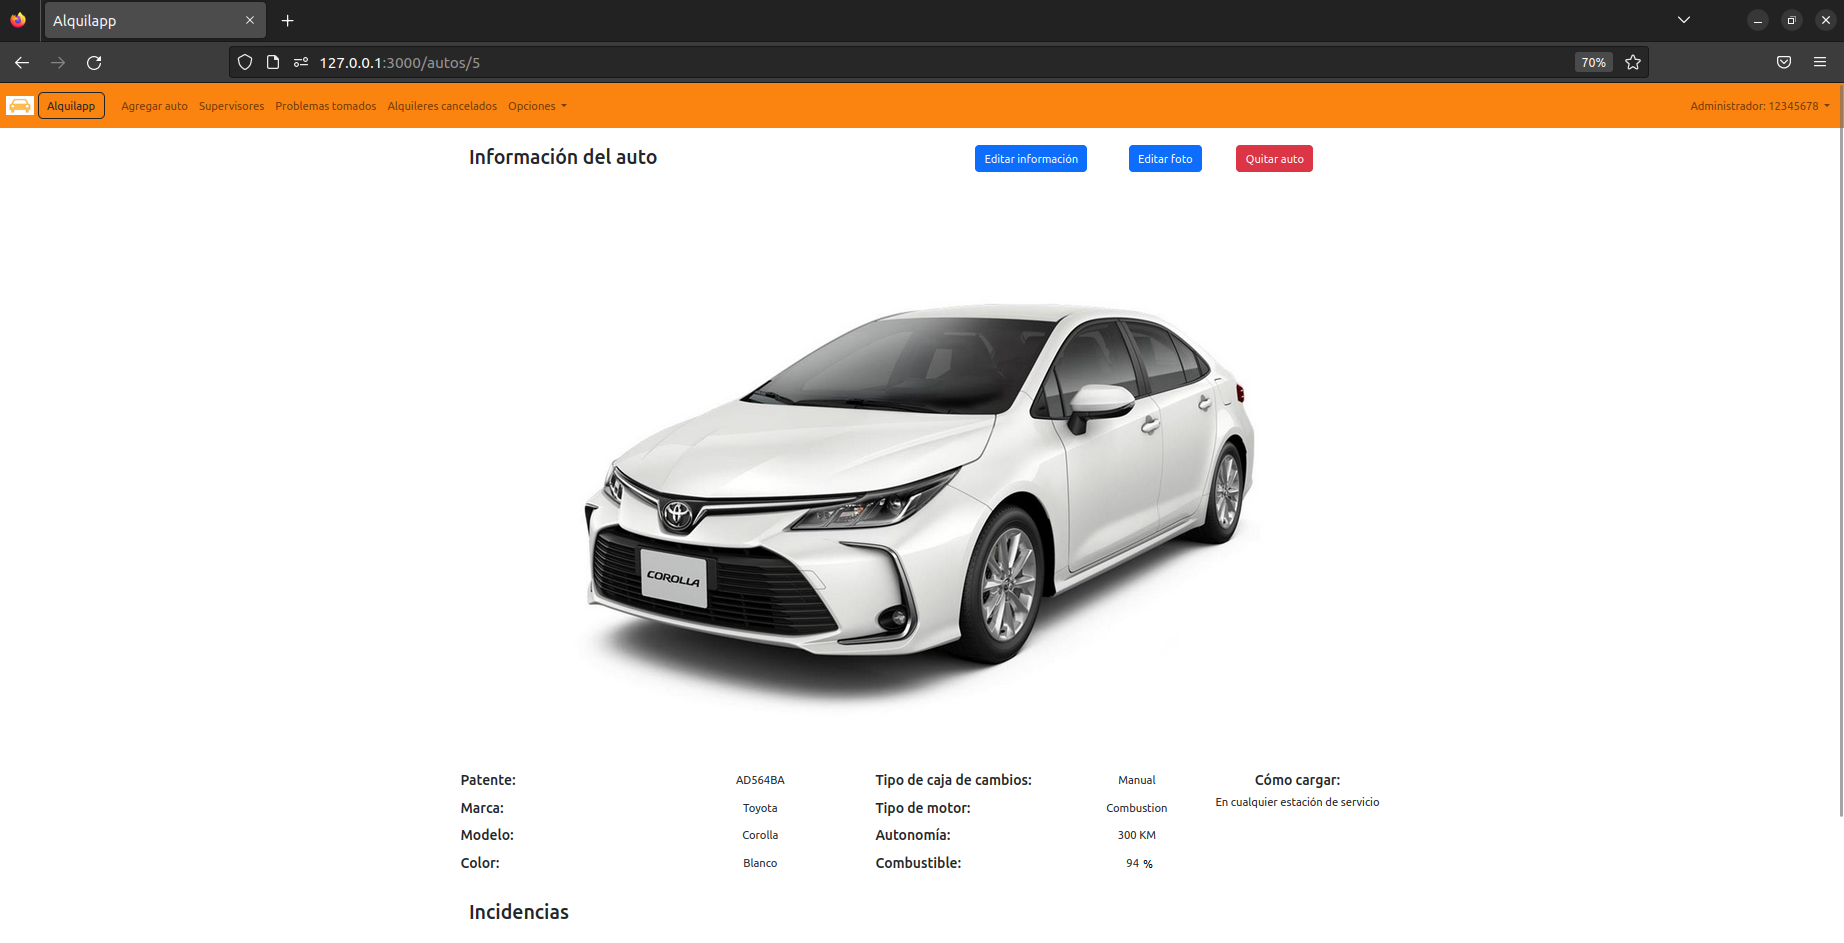 Alquilapp
127.0.0.1:3000/autos/5
70%
Alquilapp Agregar auto Supervisores Problemas tomados Alquileres cancelados Opciones Administrador: 12345678
Información del auto Editar información Editar foto Quitar auto
COROLLA
Patente: AD564BA Tipo de caja de cambios: Manual Cómo cargar:
En cualquier estación de servicio
Marca: Toyota Tipo de motor: Combustion
Modelo: Corolla Autonomía: 300 KM
Color: Blanco Combustible: 94 %
Incidencias